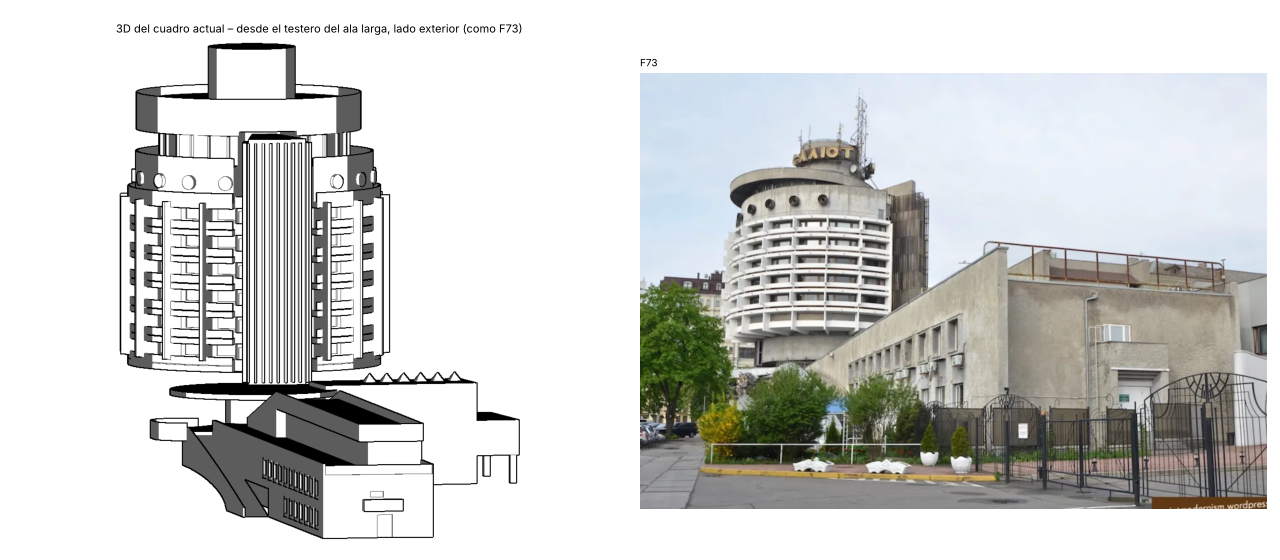 3D del cuadro actual – desde el testero del ala larga, lado exterior (como F73)
F73
САЛЮТ